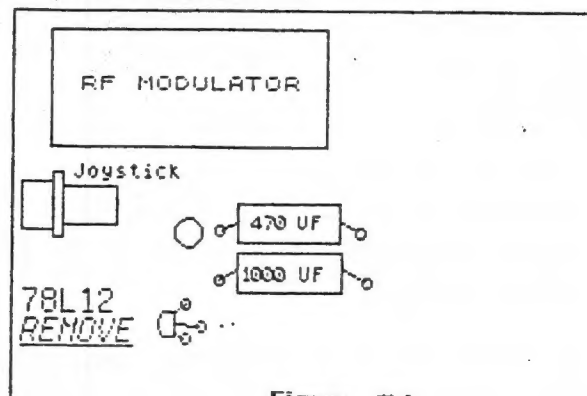 RF MODULATOR
Joystick
470 UF
1000 UF
78L12
REMOVE